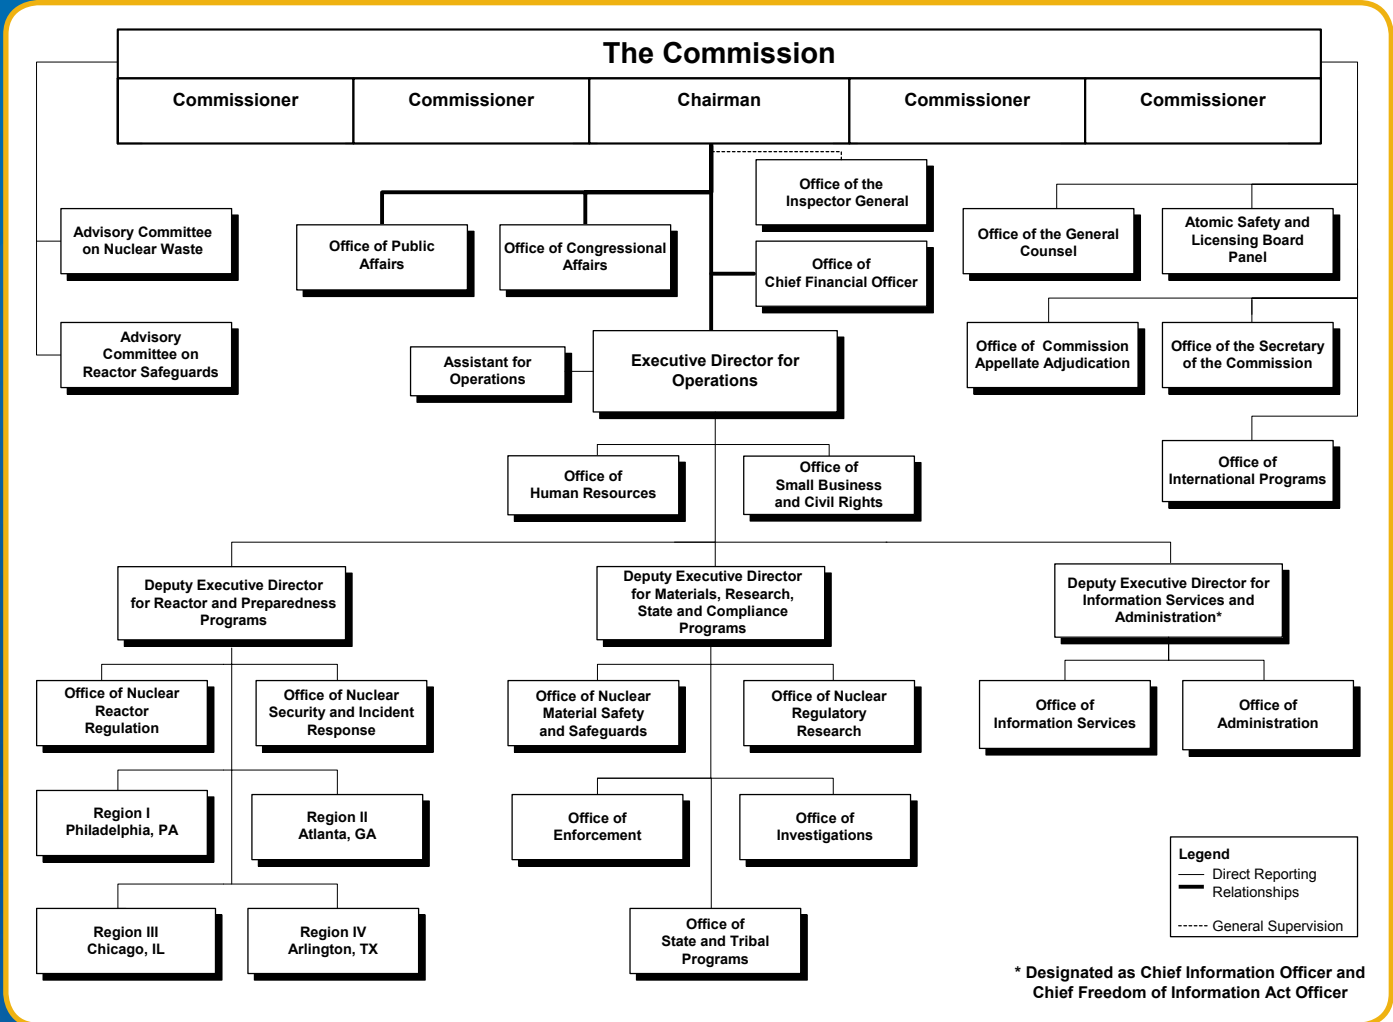 The Commission
Commissioner
Commissioner
Chairman
Commissioner
Commissioner
Office of the
Inspector General
Advisory Committee
on Nuclear Waste
Office of Public
Affairs
Office of Congressional
Affairs
Office of the General
Counsel
Atomic Safety and
Licensing Board
Panel
Office of
Chief Financial Officer
Advisory
Committee on
Reactor Safeguards
Assistant for
Operations
Executive Director for
Operations
Office of Commission
Appellate Adjudication
Office of the Secretary
of the Commission
Office of
Human Resources
Office of
Small Business
and Civil Rights
Office of
International Programs
Deputy Executive Director
for Reactor and Preparedness
Programs
Deputy Executive Director
for Materials, Research,
State and Compliance
Programs
Deputy Executive Director for
Information Services and
Administration*
Office of Nuclear
Reactor
Regulation
Office of Nuclear
Security and Incident
Response
Office of Nuclear
Material Safety
and Safeguards
Office of Nuclear
Regulatory
Research
Office of
Information Services
Office of
Administration
Region I
Philadelphia, PA
Region II
Atlanta, GA
Office of
Enforcement
Office of
Investigations
Region III
Chicago, IL
Region IV
Arlington, TX
Office of
State and Tribal
Programs
Legend
Direct Reporting
Relationships
General Supervision
* Designated as Chief Information Officer and
Chief Freedom of Information Act Officer